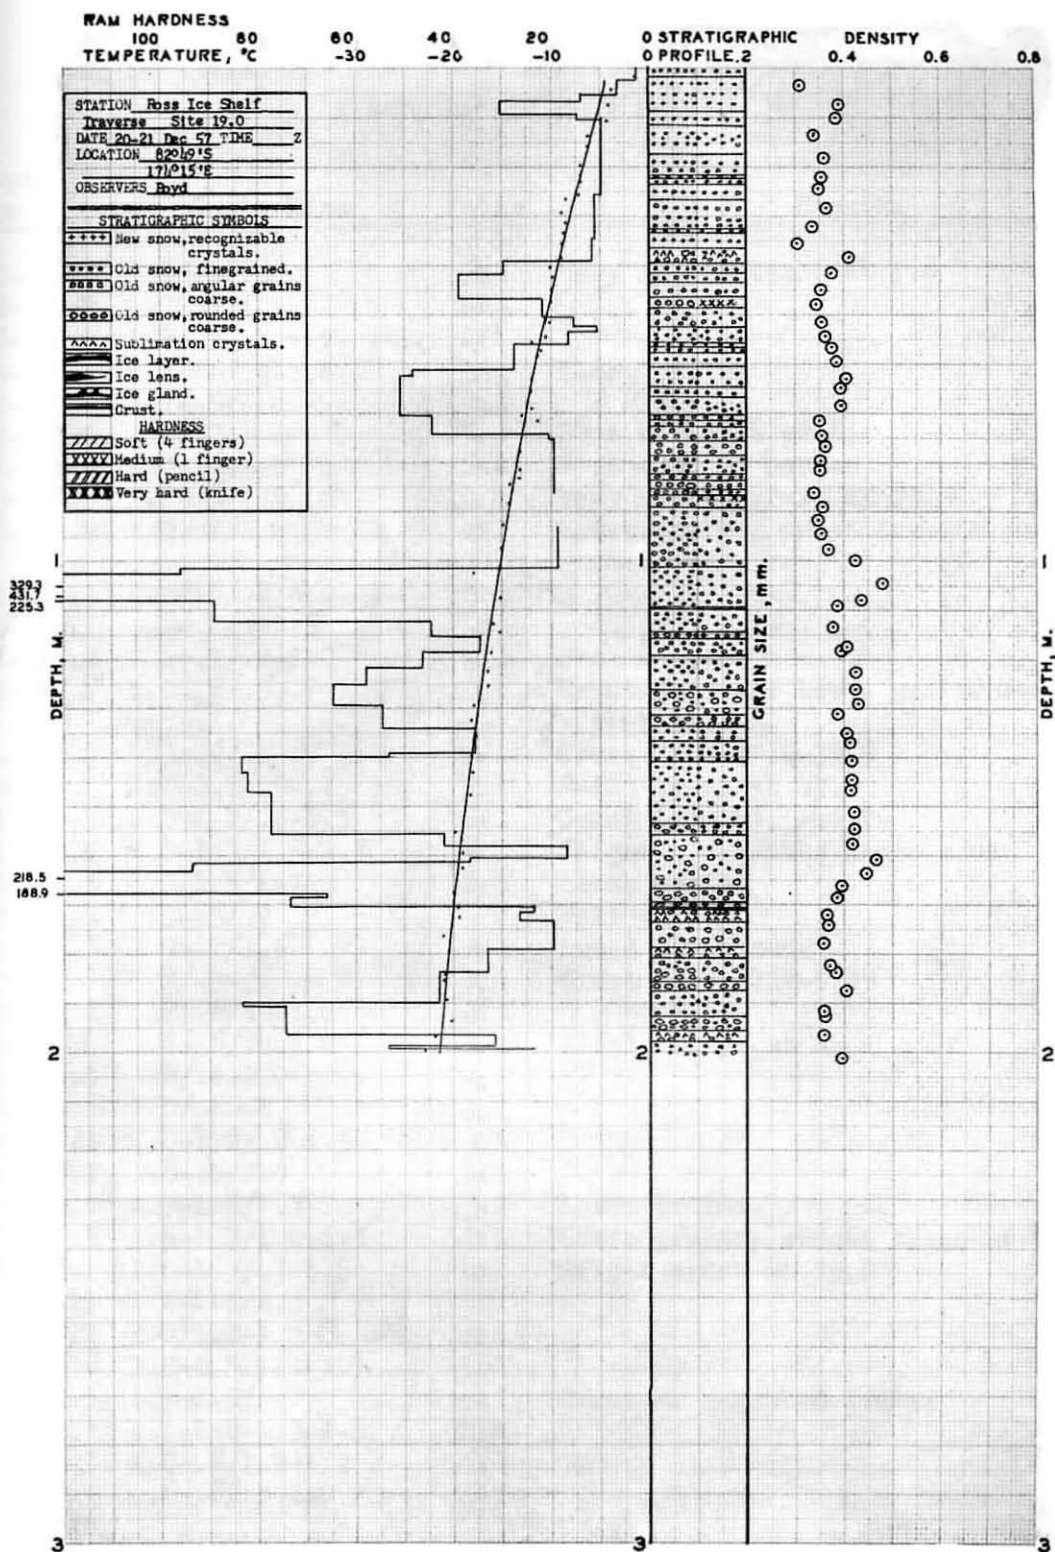 RAM HARDNESS
100 80 60 40 20 0 STRATIGRAPHIC DENSITY
TEMPERATURE, °C -30 -20 -10 0 PROFILE .2 0.4 0.6 0.8
STATION Ross Ice Shelf
Traverse Site 19.0
DATE 20-21 Dec 57 TIME Z
LOCATION 82°49'S
174°15'E
OBSERVERS Boyd
STRATIGRAPHIC SYMBOLS
New snow, recognizable
crystals.
Old snow, finegrained.
Old snow, angular grains
coarse.
Old snow, rounded grains
coarse.
Sublimation crystals.
Ice layer.
Ice lens.
Ice gland.
Crust.
HARDNESS
Soft (4 fingers)
Medium (1 finger)
Hard (pencil)
Very hard (knife)
1 1 1
329.3
431.7
225.3
DEPTH, M.
GRAIN SIZE, mm.
DEPTH, M.
218.5
188.9
2 2 2
3 3 3